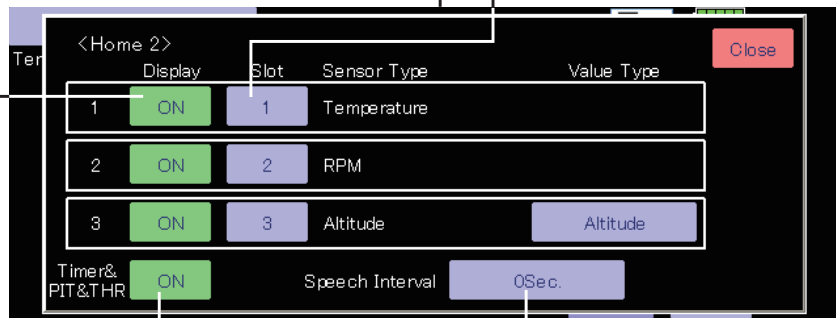 Ter
<Home 2>
Close
Display Slot Sensor Type Value Type
1 ON 1 Temperature
2 ON 2 RPM
3 ON 3 Altitude Altitude
Timer&
PIT&THR ON Speech Interval 0Sec.